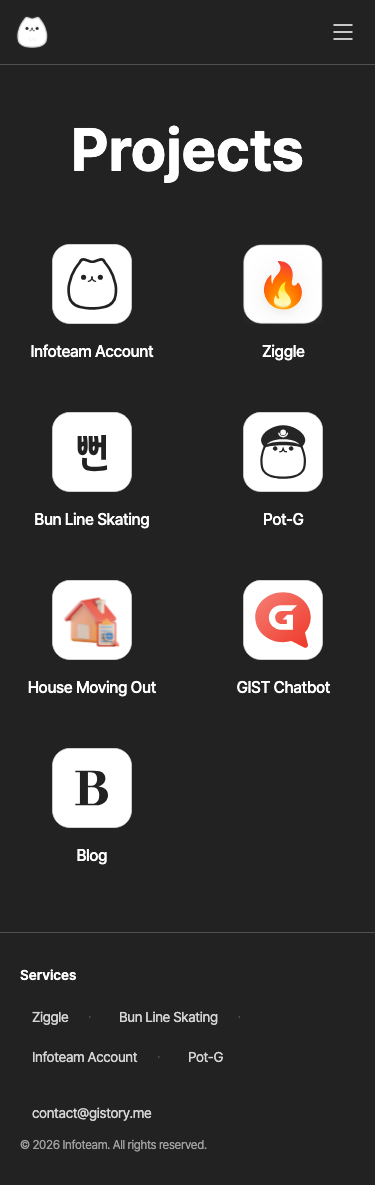 Projects
Infoteam Account
Ziggle
뻔
Bun Line Skating
Pot-G
House Moving Out
G
GIST Chatbot
B
Blog
Services
Ziggle · Bun Line Skating ·
Infoteam Account · Pot-G
contact@gistory.me
© 2026 Infoteam. All rights reserved.